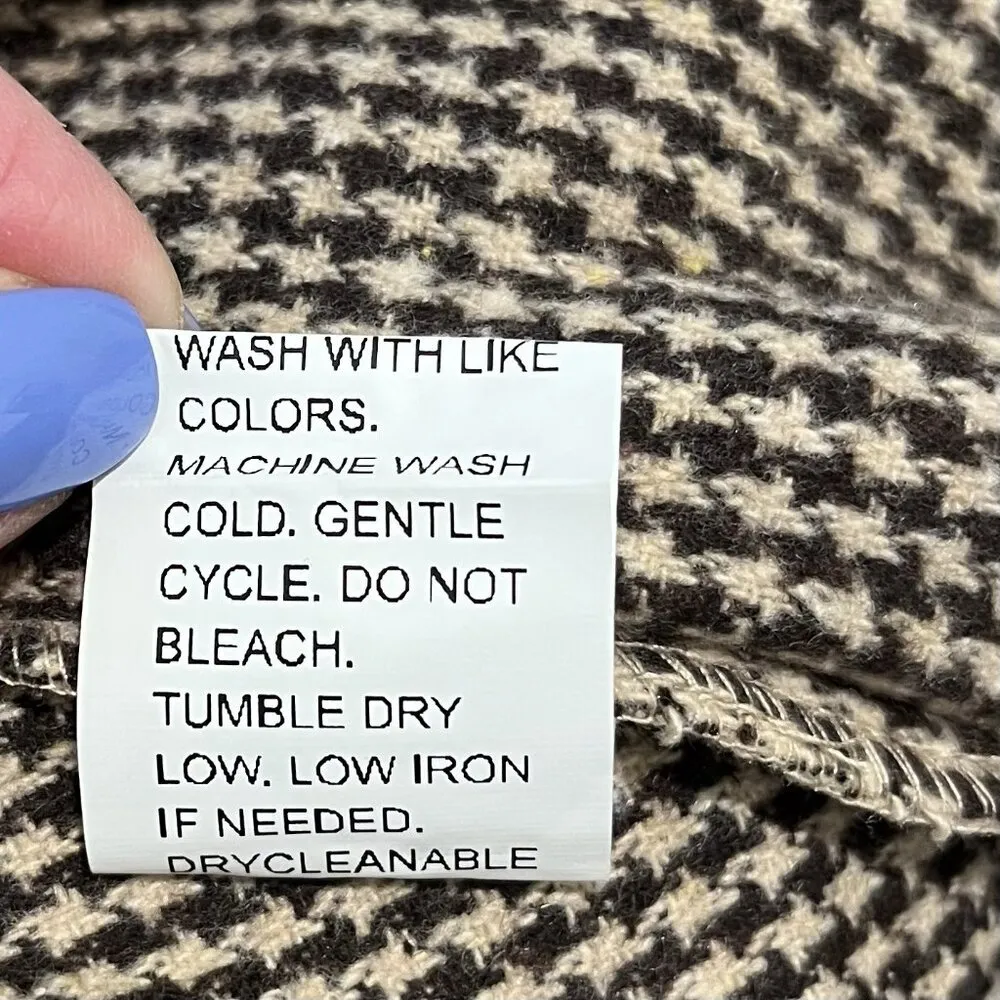 WASH WITH LIKE
COLORS.
MACHINE WASH
COLD. GENTLE
CYCLE. DO NOT
BLEACH.
TUMBLE DRY
LOW. LOW IRON
IF NEEDED.
DRYCLEANABLE